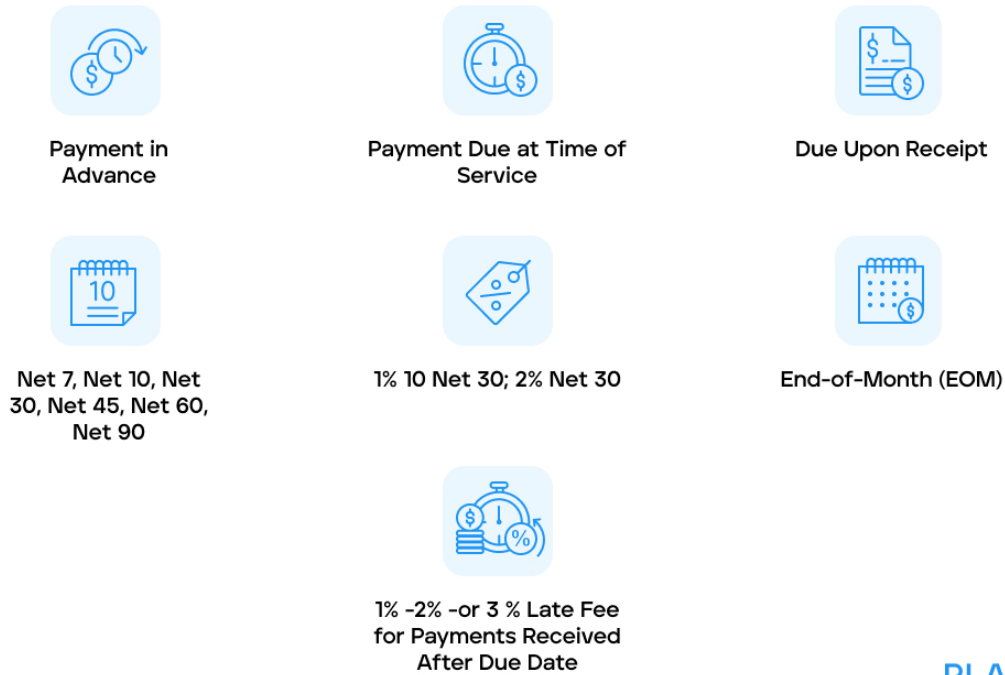 Payment in
Advance
Payment Due at Time of
Service
Due Upon Receipt
10
Net 7, Net 10, Net
30, Net 45, Net 60,
Net 90
1% 10 Net 30; 2% Net 30
End-of-Month (EOM)
1% -2% -or 3 % Late Fee
for Payments Received
After Due Date